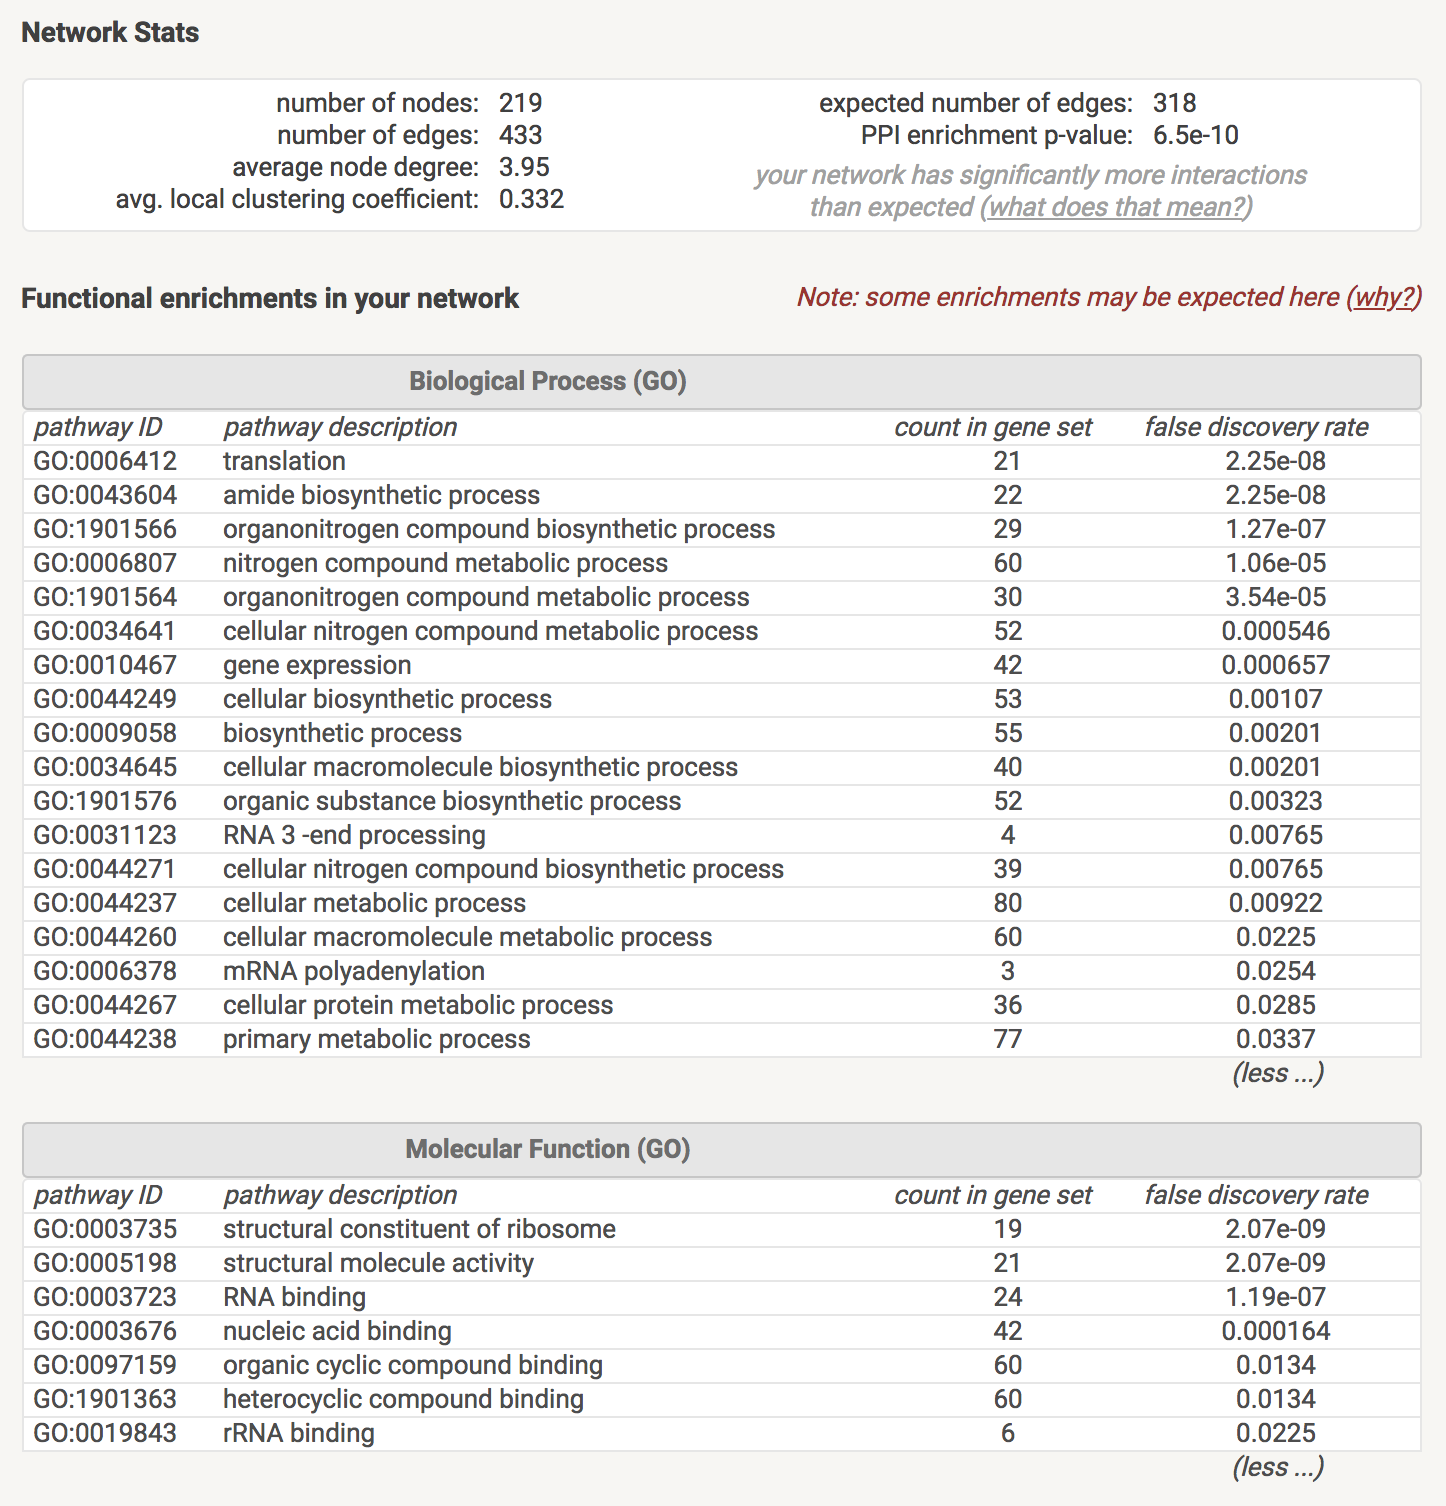 Network Stats
number of nodes: 219
number of edges: 433
average node degree: 3.95
avg. local clustering coefficient: 0.332
expected number of edges: 318
PPI enrichment p-value: 6.5e-10
your network has significantly more interactions
than expected (what does that mean?)
Functional enrichments in your network
Note: some enrichments may be expected here (why?)
Biological Process (GO)
pathway ID pathway description count in gene set false discovery rate
GO:0006412 translation 21 2.25e-08
GO:0043604 amide biosynthetic process 22 2.25e-08
GO:1901566 organonitrogen compound biosynthetic process 29 1.27e-07
GO:0006807 nitrogen compound metabolic process 60 1.06e-05
GO:1901564 organonitrogen compound metabolic process 30 3.54e-05
GO:0034641 cellular nitrogen compound metabolic process 52 0.000546
GO:0010467 gene expression 42 0.000657
GO:0044249 cellular biosynthetic process 53 0.00107
GO:0009058 biosynthetic process 55 0.00201
GO:0034645 cellular macromolecule biosynthetic process 40 0.00201
GO:1901576 organic substance biosynthetic process 52 0.00323
GO:0031123 RNA 3 -end processing 4 0.00765
GO:0044271 cellular nitrogen compound biosynthetic process 39 0.00765
GO:0044237 cellular metabolic process 80 0.00922
GO:0044260 cellular macromolecule metabolic process 60 0.0225
GO:0006378 mRNA polyadenylation 3 0.0254
GO:0044267 cellular protein metabolic process 36 0.0285
GO:0044238 primary metabolic process 77 0.0337
(less ...)
Molecular Function (GO)
pathway ID pathway description count in gene set false discovery rate
GO:0003735 structural constituent of ribosome 19 2.07e-09
GO:0005198 structural molecule activity 21 2.07e-09
GO:0003723 RNA binding 24 1.19e-07
GO:0003676 nucleic acid binding 42 0.000164
GO:0097159 organic cyclic compound binding 60 0.0134
GO:1901363 heterocyclic compound binding 60 0.0134
GO:0019843 rRNA binding 6 0.0225
(less ...)